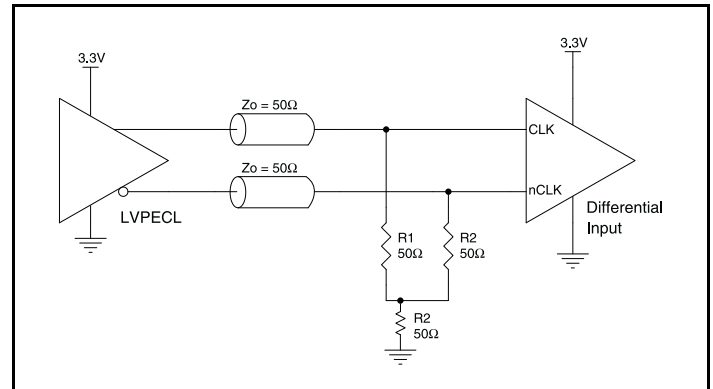 3.3V
3.3V
Zo = 50Ω
CLK
Zo = 50Ω
nCLK
LVPECL
Differential
Input
R1
50Ω
R2
50Ω
R2
50Ω